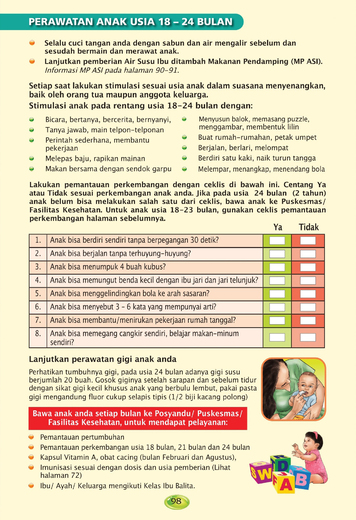 PERAWATAN ANAK USIA 18 – 24 BULAN
Selalu cuci tangan anda dengan sabun dan air mengalir sebelum dan
sesudah bermain dan merawat anak.
Lanjutkan pemberian Air Susu Ibu ditambah Makanan Pendamping (MP ASI).
Informasi MP ASI pada halaman 90-91.
Setiap saat lakukan stimulasi sesuai usia anak dalam suasana menyenangkan,
baik oleh orang tua maupun anggota keluarga.
Stimulasi anak pada rentang usia 18-24 bulan dengan:
Bicara, bertanya, bercerita, bernyanyi,
Tanya jawab, main telpon-telponan
Perintah sederhana, membantu
pekerjaan
Melepas baju, rapikan mainan
Makan bersama dengan sendok garpu
Menyusun balok, memasang puzzle,
menggambar, membentuk lilin
Buat rumah-rumahan, petak umpet
Berjalan, berlari, melompat
Berdiri satu kaki, naik turun tangga
Melempar, menangkap, menendang bola
Lakukan pemantauan perkembangan dengan ceklis di bawah ini. Centang Ya
atau Tidak sesuai perkembangan anak anda. Jika pada usia 24 bulan (2 tahun)
anak belum bisa melakukan salah satu dari ceklis, bawa anak ke Puskesmas/
Fasilitas Kesehatan. Untuk anak usia 18-23 bulan, gunakan ceklis pemantauan
perkembangan halaman sebelumnya.
Ya Tidak
1. Anak bisa berdiri sendiri tanpa berpegangan 30 detik?
2. Anak bisa berjalan tanpa terhuyung-huyung?
3. Anak bisa menumpuk 4 buah kubus?
4. Anak bisa memungut benda kecil dengan ibu jari dan jari telunjuk?
5. Anak bisa menggelindingkan bola ke arah sasaran?
6. Anak bisa menyebut 3 - 6 kata yang mempunyai arti?
7. Anak bisa membantu/menirukan pekerjaan rumah tangga?
8. Anak bisa memegang cangkir sendiri, belajar makan-minum
sendiri?
Lanjutkan perawatan gigi anak anda
Perhatikan tumbuhnya gigi, pada usia 24 bulan adanya gigi susu
berjumlah 20 buah. Gosok giginya setelah sarapan dan sebelum tidur
dengan sikat gigi kecil khusus anak yang berbulu lembut, pakai pasta
gigi mengandung fluor cukup selapis tipis (1/2 biji kacang polong)
Bawa anak anda setiap bulan ke Posyandu/ Puskesmas/
Fasilitas Kesehatan, untuk mendapat pelayanan:
Pemantauan pertumbuhan
Pemantauan perkembangan usia 18 bulan, 21 bulan dan 24 bulan
Kapsul Vitamin A, obat cacing (bulan Februari dan Agustus),
Imunisasi sesuai dengan dosis dan usia pemberian (Lihat
halaman 72)
Ibu/ Ayah/ Keluarga mengikuti Kelas Ibu Balita.
W D F A B
98